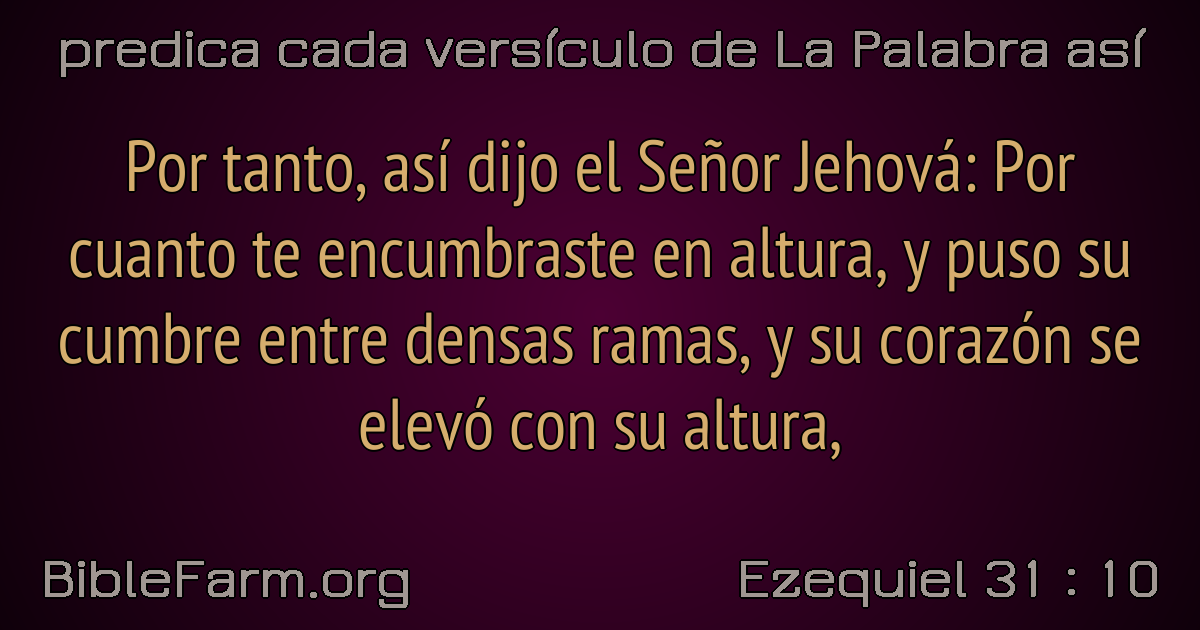 predica cada versículo de La Palabra así
Por tanto, así dijo el Señor Jehová: Por
cuanto te encumbraste en altura, y puso su
cumbre entre densas ramas, y su corazón se
elevó con su altura,
BibleFarm.org
Ezequiel 31 : 10